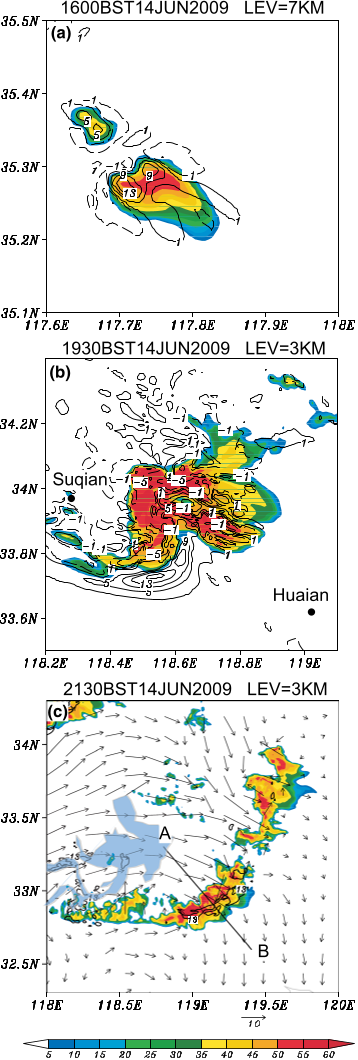 1600BST14JUN2009 LEV=7KM
35.5N
(a)
35.4N
35.3N
35.2N
35.1N
117.6E 117.7E 117.8E 117.9E 118E
1930BST14JUN2009 LEV=3KM
(b)
34.2N
Suqian
34N
33.8N
Huaian
33.6N
118.2E 118.4E 118.6E 118.8E 119E
2130BST14JUN2009 LEV=3KM
(c)
34N
33.5N
A
33N
B
32.5N
118E 118.5E 119E 119.5E 120E
10
5 10 15 20 25 30 35 40 45 50 55 60